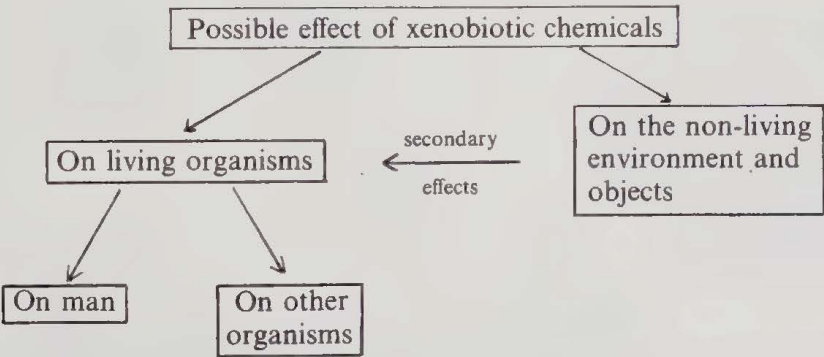 Possible effect of xenobiotic chemicals
On living organisms
secondary
effects
On the non-living
environment and
objects
On man
On other
organisms